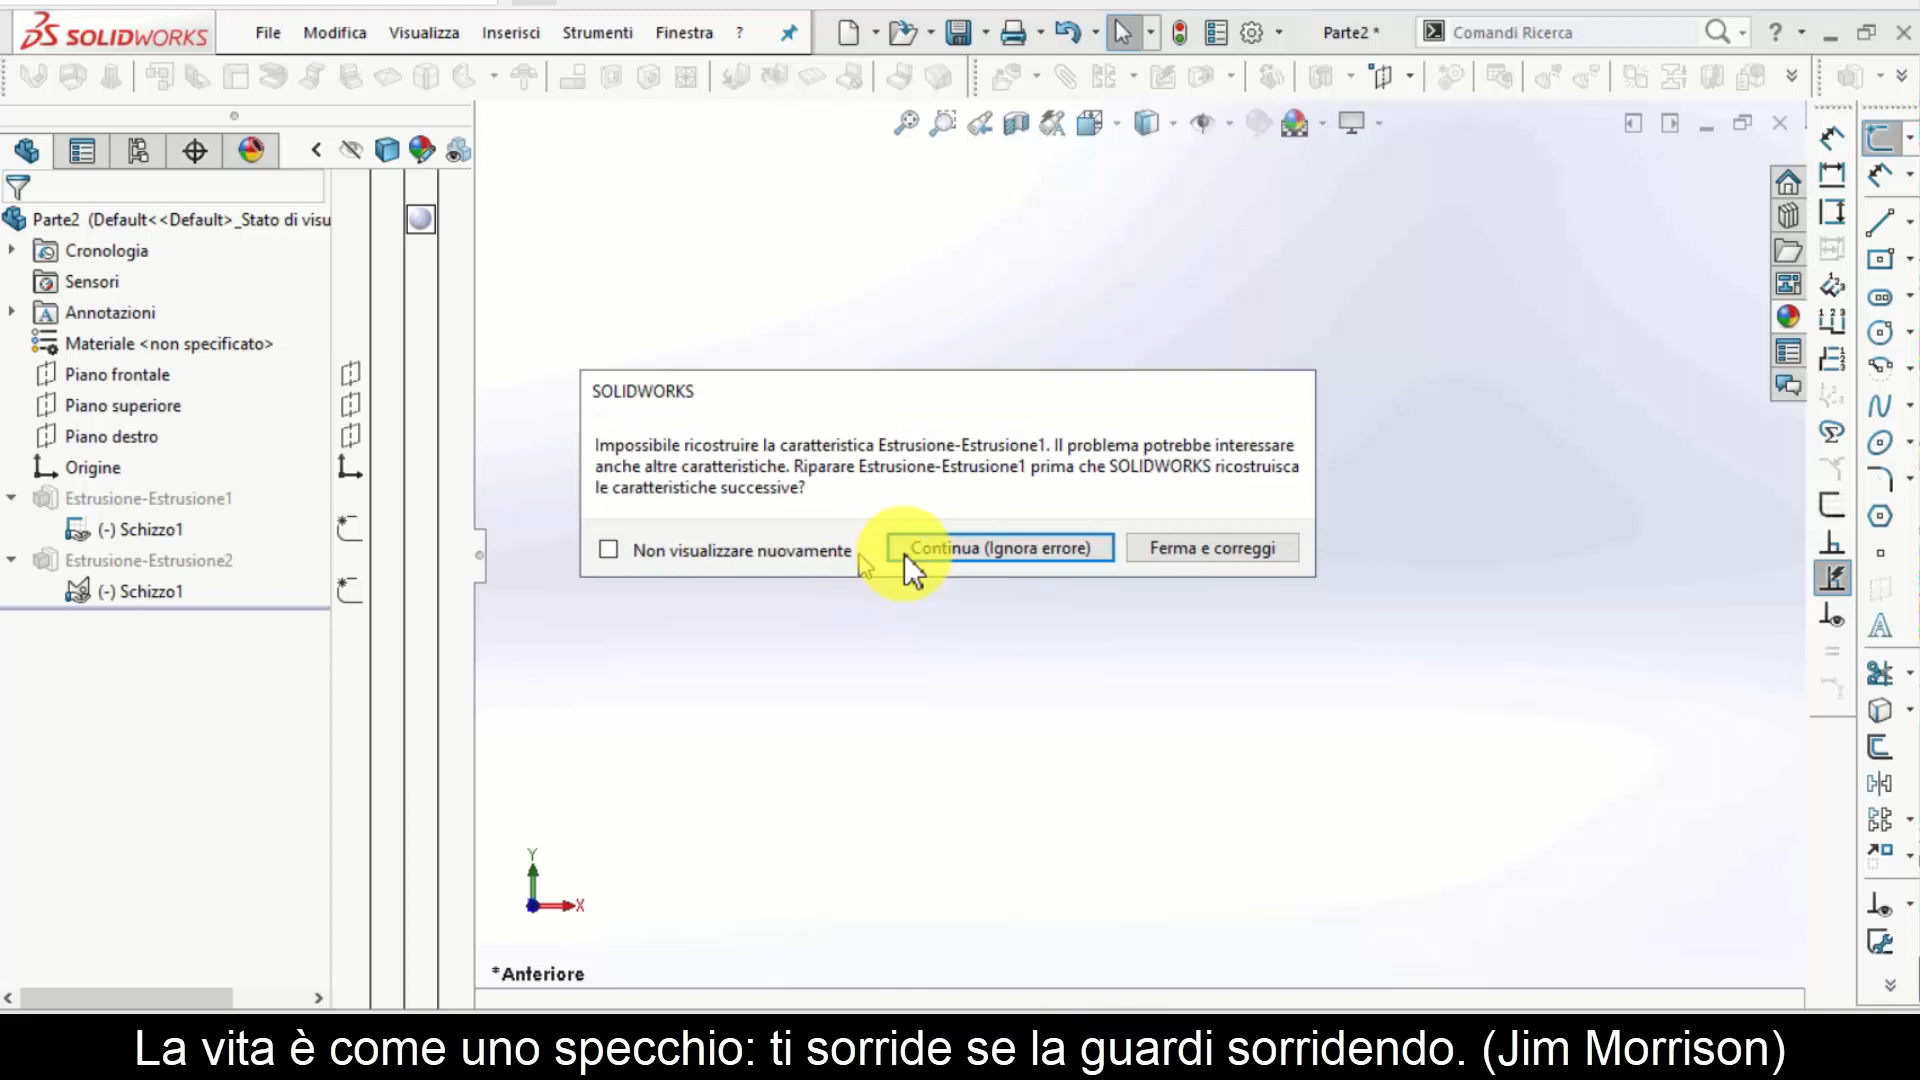 SOLIDWORKS
File Modifica Visualizza Inserisci Strumenti Finestra ?
Parte2 *
Comandi Ricerca
?
Parte2 (Default<<Default>_Stato di visu
Cronologia
Sensori
Annotazioni
Materiale <non specificato>
Piano frontale
Piano superiore
Piano destro
Origine
Estrusione-Estrusione1
(-) Schizzo1
Estrusione-Estrusione2
(-) Schizzo1
SOLIDWORKS
Impossibile ricostruire la caratteristica Estrusione-Estrusione1. Il problema potrebbe interessare
anche altre caratteristiche. Riparare Estrusione-Estrusione1 prima che SOLIDWORKS ricostruisca
le caratteristiche successive?
Non visualizzare nuovamente
Continua (Ignora errore)
Ferma e correggi
Y
X
*Anteriore
La vita è come uno specchio: ti sorride se la guardi sorridendo. (Jim Morrison)